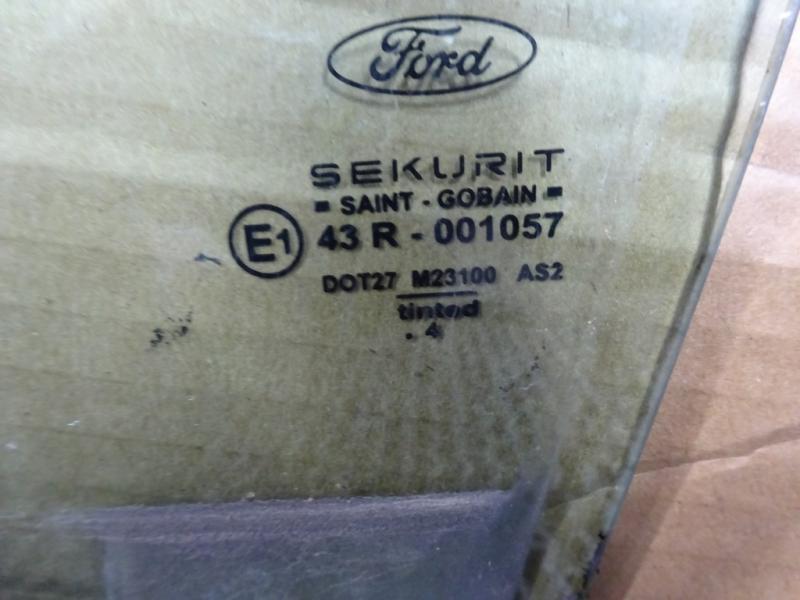 Ford
SEKURIT
SAINT - GOBAIN
E1 43 R - 001057
DOT27 M23100 AS2
tinted
. 4